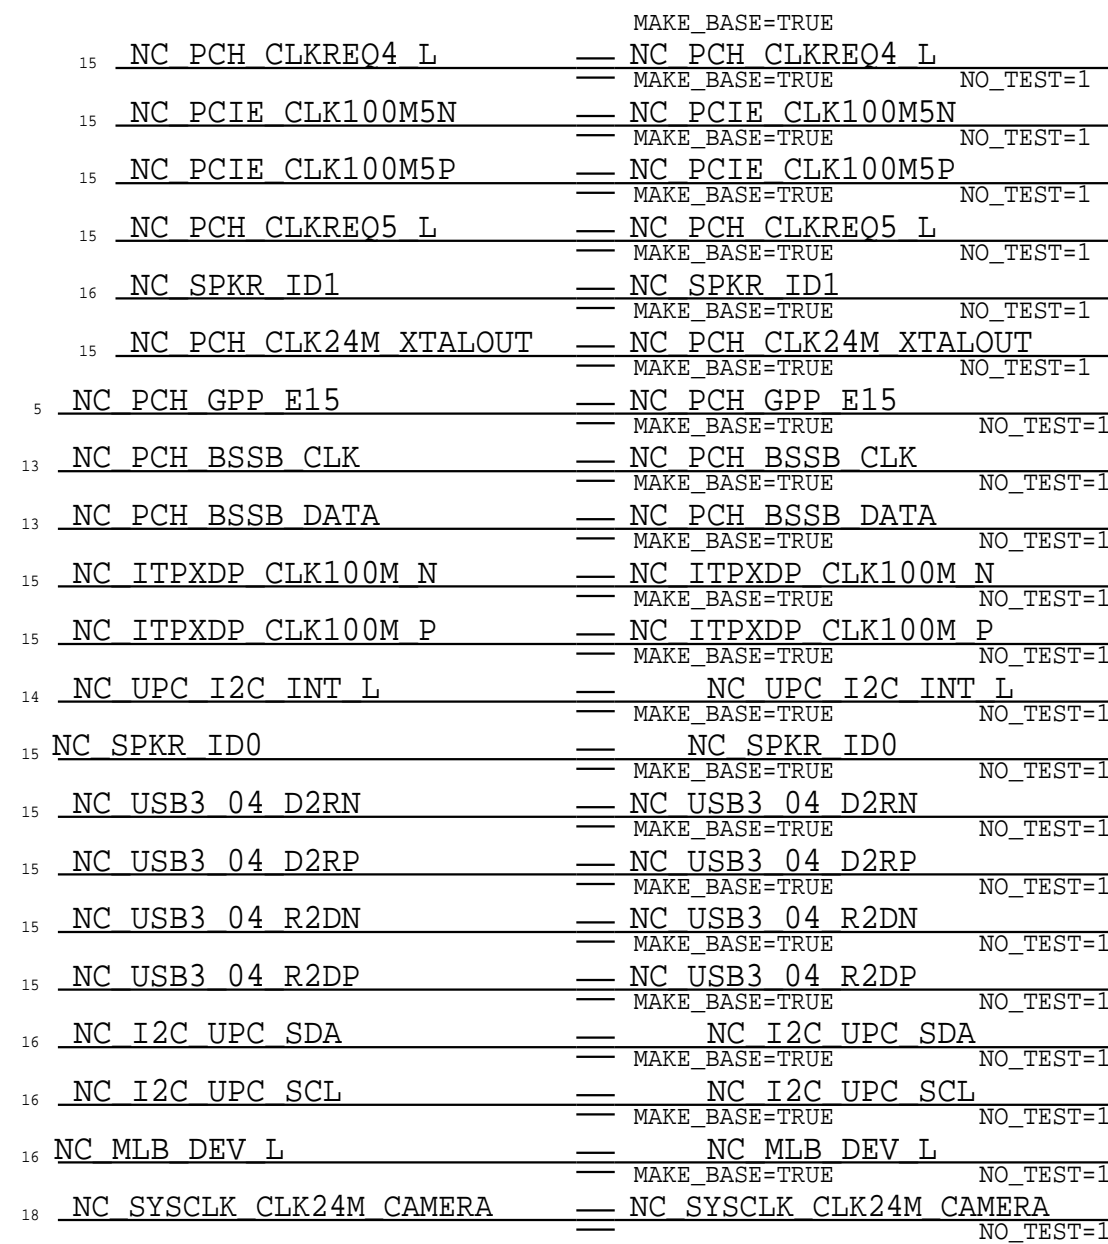 MAKE_BASE=TRUE
15 NC_PCH_CLKREQ4_L NC_PCH_CLKREQ4_L
MAKE_BASE=TRUE NO_TEST=1
15 NC_PCIE_CLK100M5N NC_PCIE_CLK100M5N
MAKE_BASE=TRUE NO_TEST=1
15 NC_PCIE_CLK100M5P NC_PCIE_CLK100M5P
MAKE_BASE=TRUE NO_TEST=1
15 NC_PCH_CLKREQ5_L NC_PCH_CLKREQ5_L
MAKE_BASE=TRUE NO_TEST=1
16 NC_SPKR_ID1 NC_SPKR_ID1
MAKE_BASE=TRUE NO_TEST=1
15 NC_PCH_CLK24M_XTALOUT NC_PCH_CLK24M_XTALOUT
MAKE_BASE=TRUE NO_TEST=1
5 NC_PCH_GPP_E15 NC_PCH_GPP_E15
MAKE_BASE=TRUE NO_TEST=1
13 NC_PCH_BSSB_CLK NC_PCH_BSSB_CLK
MAKE_BASE=TRUE NO_TEST=1
13 NC_PCH_BSSB_DATA NC_PCH_BSSB_DATA
MAKE_BASE=TRUE NO_TEST=1
15 NC_ITPXDP_CLK100M_N NC_ITPXDP_CLK100M_N
MAKE_BASE=TRUE NO_TEST=1
15 NC_ITPXDP_CLK100M_P NC_ITPXDP_CLK100M_P
MAKE_BASE=TRUE NO_TEST=1
14 NC_UPC_I2C_INT_L NC_UPC_I2C_INT_L
MAKE_BASE=TRUE NO_TEST=1
15 NC_SPKR_ID0 NC_SPKR_ID0
MAKE_BASE=TRUE NO_TEST=1
15 NC_USB3_04_D2RN NC_USB3_04_D2RN
MAKE_BASE=TRUE NO_TEST=1
15 NC_USB3_04_D2RP NC_USB3_04_D2RP
MAKE_BASE=TRUE NO_TEST=1
15 NC_USB3_04_R2DN NC_USB3_04_R2DN
MAKE_BASE=TRUE NO_TEST=1
15 NC_USB3_04_R2DP NC_USB3_04_R2DP
MAKE_BASE=TRUE NO_TEST=1
16 NC_I2C_UPC_SDA NC_I2C_UPC_SDA
MAKE_BASE=TRUE NO_TEST=1
16 NC_I2C_UPC_SCL NC_I2C_UPC_SCL
MAKE_BASE=TRUE NO_TEST=1
16 NC_MLB_DEV_L NC_MLB_DEV_L
MAKE_BASE=TRUE NO_TEST=1
18 NC_SYSCLK_CLK24M_CAMERA NC_SYSCLK_CLK24M_CAMERA
NO_TEST=1